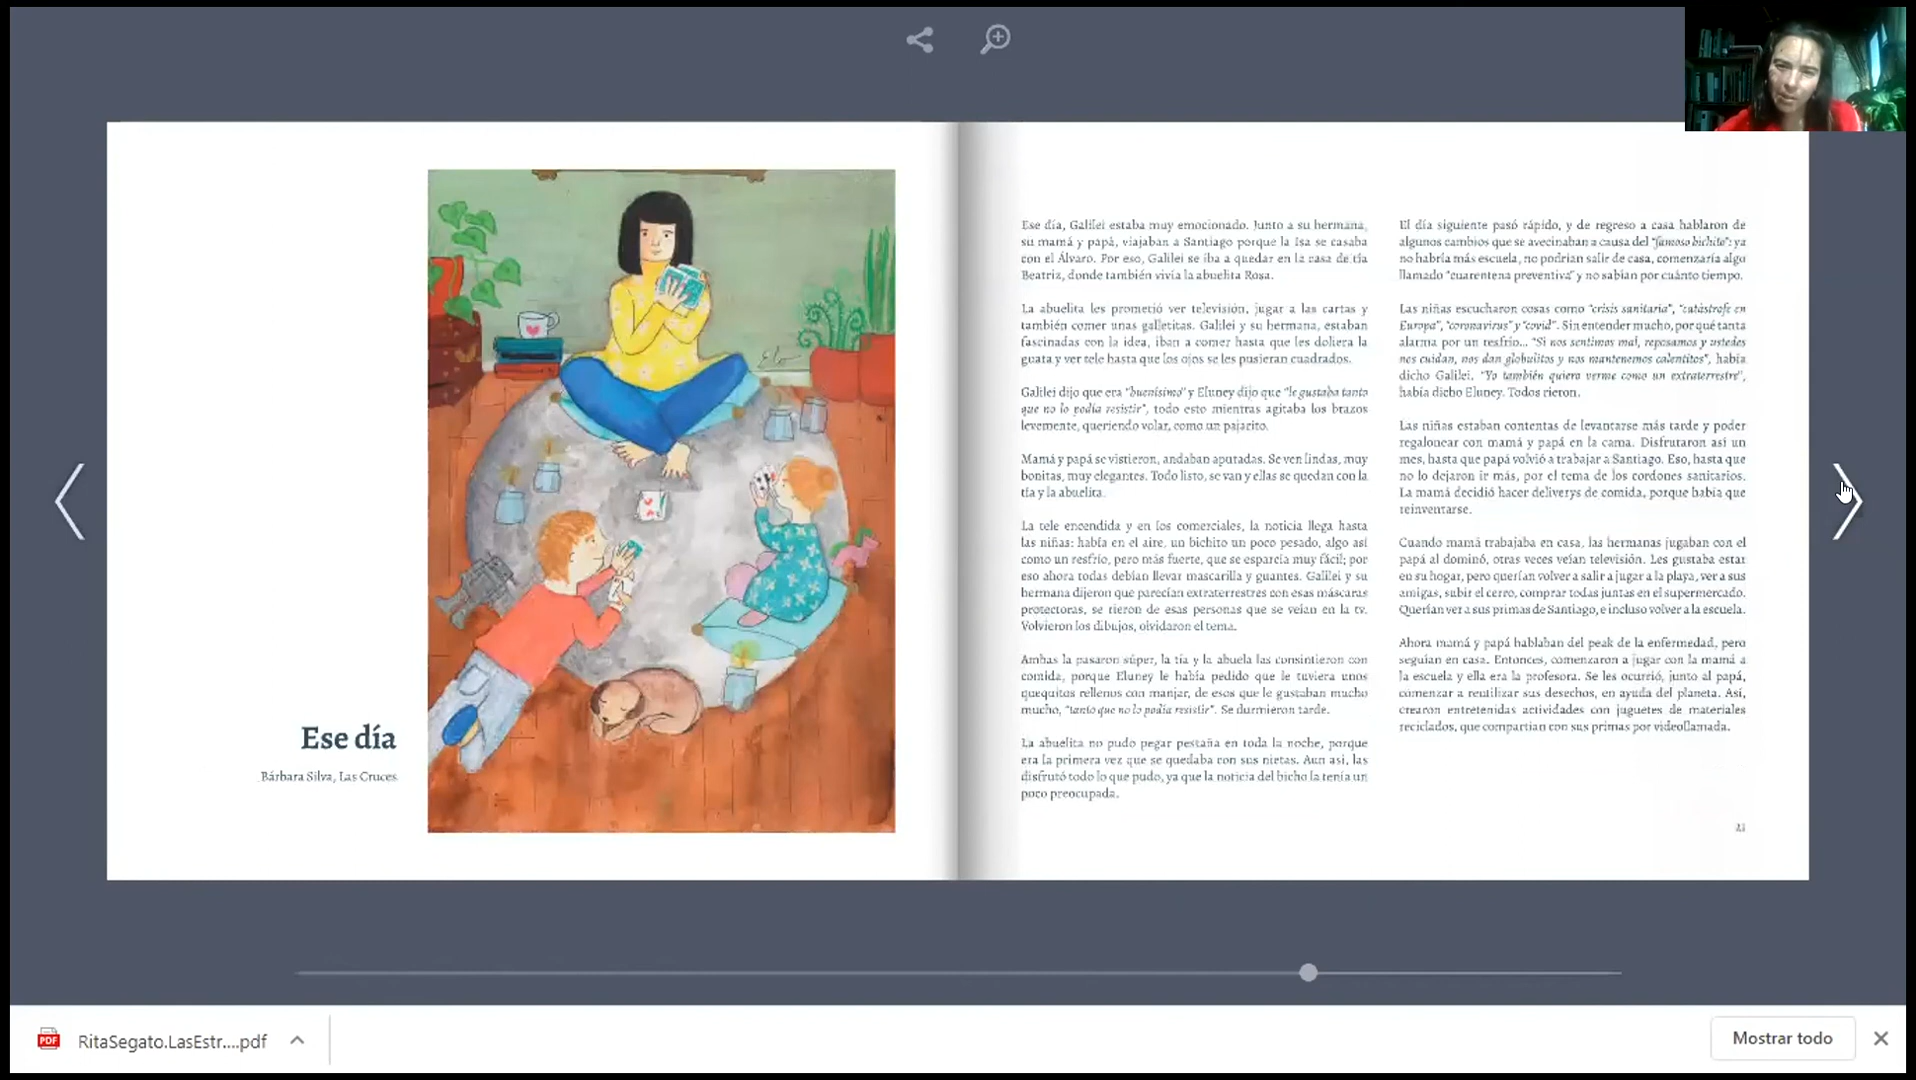 Ese día
Bárbara Silva, Las Cruces
Ese día, Galilei estaba muy emocionado. Junto a su hermana,
su mamá y papá, viajaban a Santiago porque la Isa se casaba
con el Álvaro. Por eso, Galilei se iba a quedar en la casa de tía
Beatriz, donde también vivía la abuelita Rosa.
La abuelita les prometió ver televisión, jugar a las cartas y
también comer unas galletitas. Galilei y su hermana, estaban
fascinadas con la idea, iban a comer hasta que les doliera la
guata y ver tele hasta que los ojos se les pusieran cuadrados.
Galilei dijo que era "buenísimo" y Eluney dijo que "le gustaba tanto
que no lo podía resistir", todo esto mientras agitaba los brazos
levemente, queriendo volar, como un pajarito.
Mamá y papá se vistieron, andaban apuradas. Se ven lindas, muy
bonitas, muy elegantes. Todo listo, se van y ellas se quedan con la
tía y la abuelita.
La tele encendida y en los comerciales, la noticia llega hasta
las niñas: había en el aire, un bichito un poco pesado, algo así
como un resfrío, pero más fuerte, que se esparcía muy fácil; por
eso ahora todas debían llevar mascarilla y guantes. Galilei y su
hermana dijeron que parecían extraterrestres con esas máscaras
protectoras, se rieron de esas personas que se veían en la tv.
Volvieron los dibujos, olvidaron el tema.
Ambas la pasaron súper, la tía y la abuela las consintieron con
comida, porque Eluney le había pedido que le tuviera unos
quequitos rellenos con manjar, de esos que le gustaban mucho
mucho, "tanto que no lo podía resistir". Se durmieron tarde.
La abuelita no pudo pegar pestaña en toda la noche, porque
era la primera vez que se quedaba con sus nietas. Aun así, las
disfrutó todo lo que pudo, ya que la noticia del bicho la tenía un
poco preocupada.
El día siguiente pasó rápido, y de regreso a casa hablaron de
algunos cambios que se avecinaban a causa del "famoso bichito": ya
no habría más escuela, no podrían salir de casa, comenzaría algo
llamado "cuarentena preventiva" y no sabían por cuánto tiempo.
Las niñas escucharon cosas como "crisis sanitaria", "catástrofe en
Europa", "coronavirus" y "covid". Sin entender mucho, por qué tanta
alarma por un resfrío... "Si nos sentimos mal, reposamos y ustedes
nos cuidan, nos dan globulitos y nos mantenemos calentitos", había
dicho Galilei. "Yo también quiero verme como un extraterrestre",
había dicho Eluney. Todos rieron.
Las niñas estaban contentas de levantarse más tarde y poder
regalonear con mamá y papá en la cama. Disfrutaron así un
mes, hasta que papá volvió a trabajar a Santiago. Eso, hasta que
no lo dejaron ir más, por el tema de los cordones sanitarios.
La mamá decidió hacer deliverys de comida, porque había que
reinventarse.
Cuando mamá trabajaba en casa, las hermanas jugaban con el
papá al dominó, otras veces veían televisión. Les gustaba estar
en su hogar, pero querían volver a salir a jugar a la playa, ver a sus
amigas, subir el cerro, comprar todas juntas en el supermercado.
Querían ver a sus primas de Santiago, e incluso volver a la escuela.
Ahora mamá y papá hablaban del peak de la enfermedad, pero
seguían en casa. Entonces, comenzaron a jugar con la mamá a
la escuela y ella era la profesora. Se les ocurrió, junto al papá,
comenzar a reutilizar sus desechos, en ayuda del planeta. Así,
crearon entretenidas actividades con juguetes de materiales
reciclados, que compartían con sus primas por videollamada.
PDF
RitaSegato.LasEstr....pdf
Mostrar todo